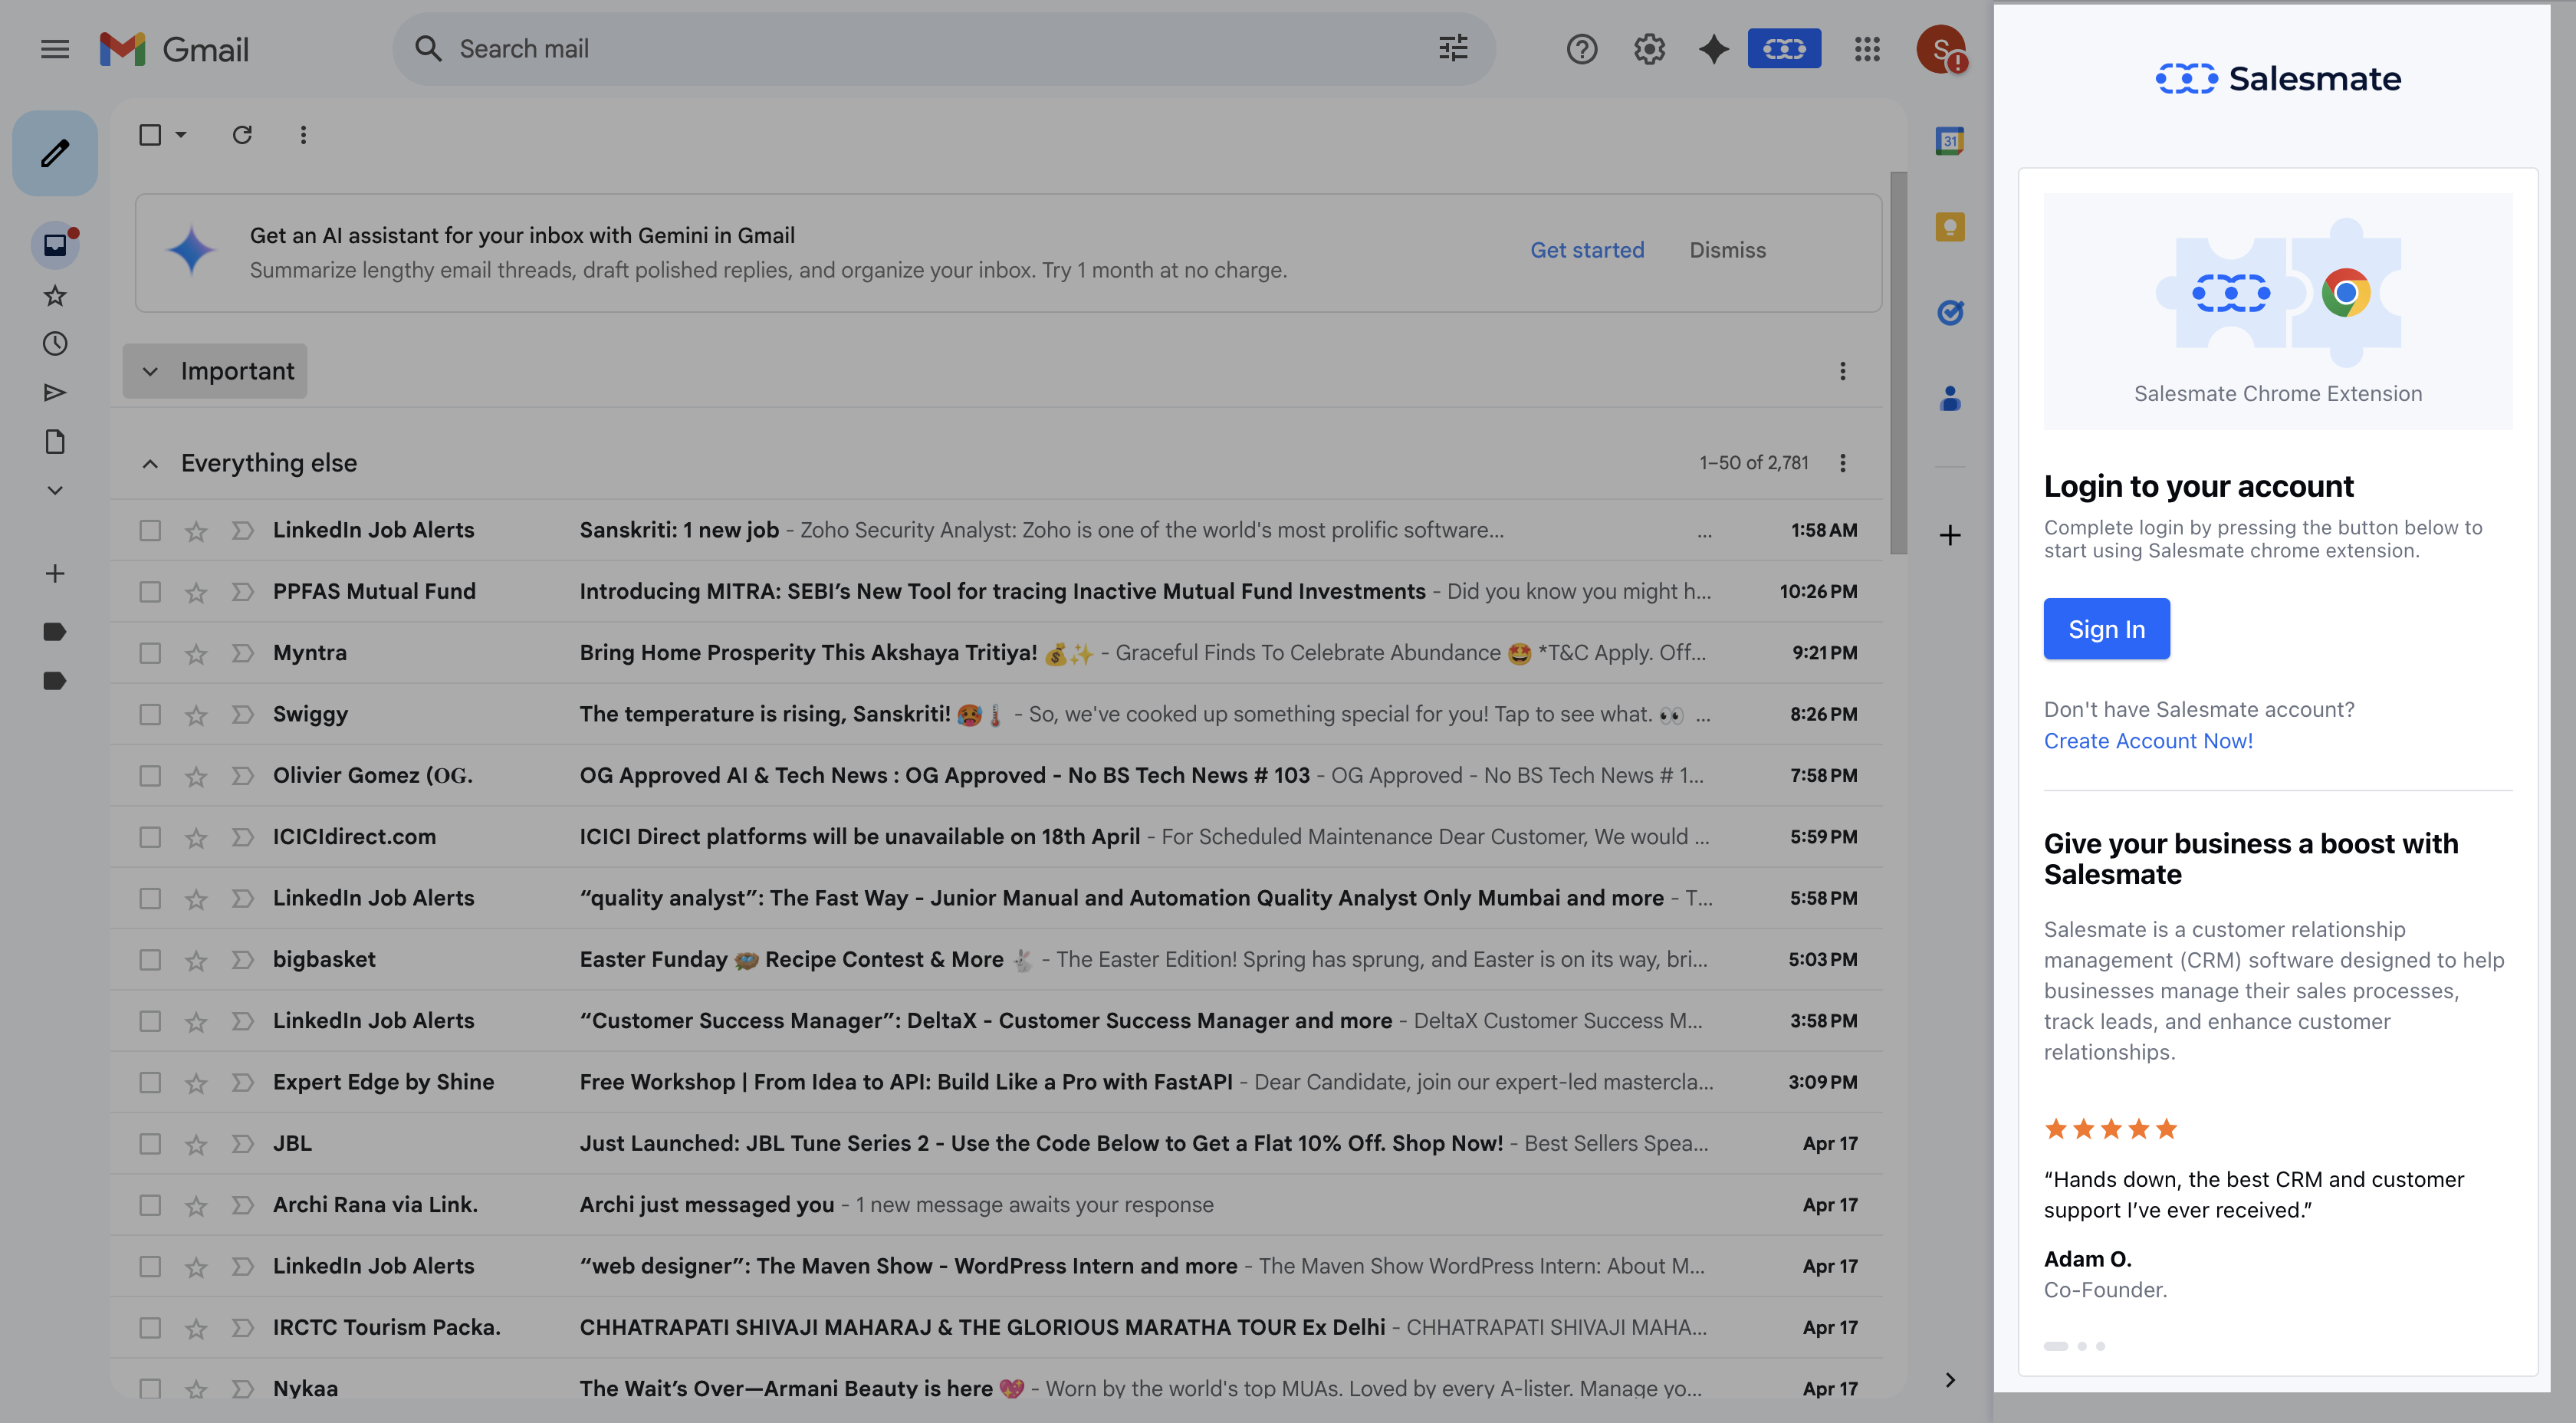 Gmail
Search mail
S
!
Get an AI assistant for your inbox with Gemini in Gmail
Summarize lengthy email threads, draft polished replies, and organize your inbox. Try 1 month at no charge.
Get started
Dismiss
Important
Everything else
1–50 of 2,781
LinkedIn Job Alerts Sanskriti: 1 new job - Zoho Security Analyst: Zoho is one of the world's most prolific software... ... 1:58 AM
PPFAS Mutual Fund Introducing MITRA: SEBI’s New Tool for tracing Inactive Mutual Fund Investments - Did you know you might h... 10:26 PM
Myntra Bring Home Prosperity This Akshaya Tritiya! 💰✨ - Graceful Finds To Celebrate Abundance 🤩 *T&C Apply. Off... 9:21 PM
Swiggy The temperature is rising, Sanskriti! 🥵🌡️ - So, we've cooked up something special for you! Tap to see what. 👀 ... 8:26 PM
Olivier Gomez (OG. OG Approved AI & Tech News : OG Approved - No BS Tech News # 103 - OG Approved - No BS Tech News # 1... 7:58 PM
ICICIdirect.com ICICI Direct platforms will be unavailable on 18th April - For Scheduled Maintenance Dear Customer, We would ... 5:59 PM
LinkedIn Job Alerts “quality analyst”: The Fast Way - Junior Manual and Automation Quality Analyst Only Mumbai and more - T... 5:58 PM
bigbasket Easter Funday 🪺 Recipe Contest & More 🐇 - The Easter Edition! Spring has sprung, and Easter is on its way, bri... 5:03 PM
LinkedIn Job Alerts “Customer Success Manager”: DeltaX - Customer Success Manager and more - DeltaX Customer Success M... 3:58 PM
Expert Edge by Shine Free Workshop | From Idea to API: Build Like a Pro with FastAPI - Dear Candidate, join our expert-led mastercla... 3:09 PM
JBL Just Launched: JBL Tune Series 2 - Use the Code Below to Get a Flat 10% Off. Shop Now! - Best Sellers Spea... Apr 17
Archi Rana via Link. Archi just messaged you - 1 new message awaits your response Apr 17
LinkedIn Job Alerts “web designer”: The Maven Show - WordPress Intern and more - The Maven Show WordPress Intern: About M... Apr 17
IRCTC Tourism Packa. CHHATRAPATI SHIVAJI MAHARAJ & THE GLORIOUS MARATHA TOUR Ex Delhi - CHHATRAPATI SHIVAJI MAHA... Apr 17
Nykaa The Wait’s Over—Armani Beauty is here 💖 - Worn by the world's top MUAs. Loved by every A-lister. Manage yo... Apr 17
31
Salesmate
Salesmate Chrome Extension
Login to your account
Complete login by pressing the button below to
start using Salesmate chrome extension.
Sign In
Don't have Salesmate account?
Create Account Now!
Give your business a boost with
Salesmate
Salesmate is a customer relationship
management (CRM) software designed to help
businesses manage their sales processes,
track leads, and enhance customer
relationships.
“Hands down, the best CRM and customer
support I’ve ever received.”
Adam O.
Co-Founder.